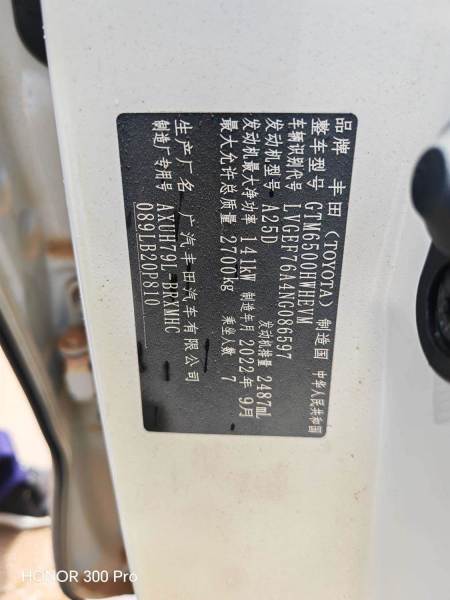 品牌 丰田(TOYOTA) 制造国 中华人民共和国
整车型号 GTM6500HWHEVM
车辆识别代号 LVGEF76A4NG086597
发动机型号 A25D 发动机排量 2487mL
发动机最大净功率 141kW 制造年月 2022年9月
最大允许总质量 2700kg 乘坐人数 7
生产厂名 广汽丰田汽车有限公司
制造厂专用号 AXUH79L-BRXMHC
089LB20P810
HONOR 300 Pro